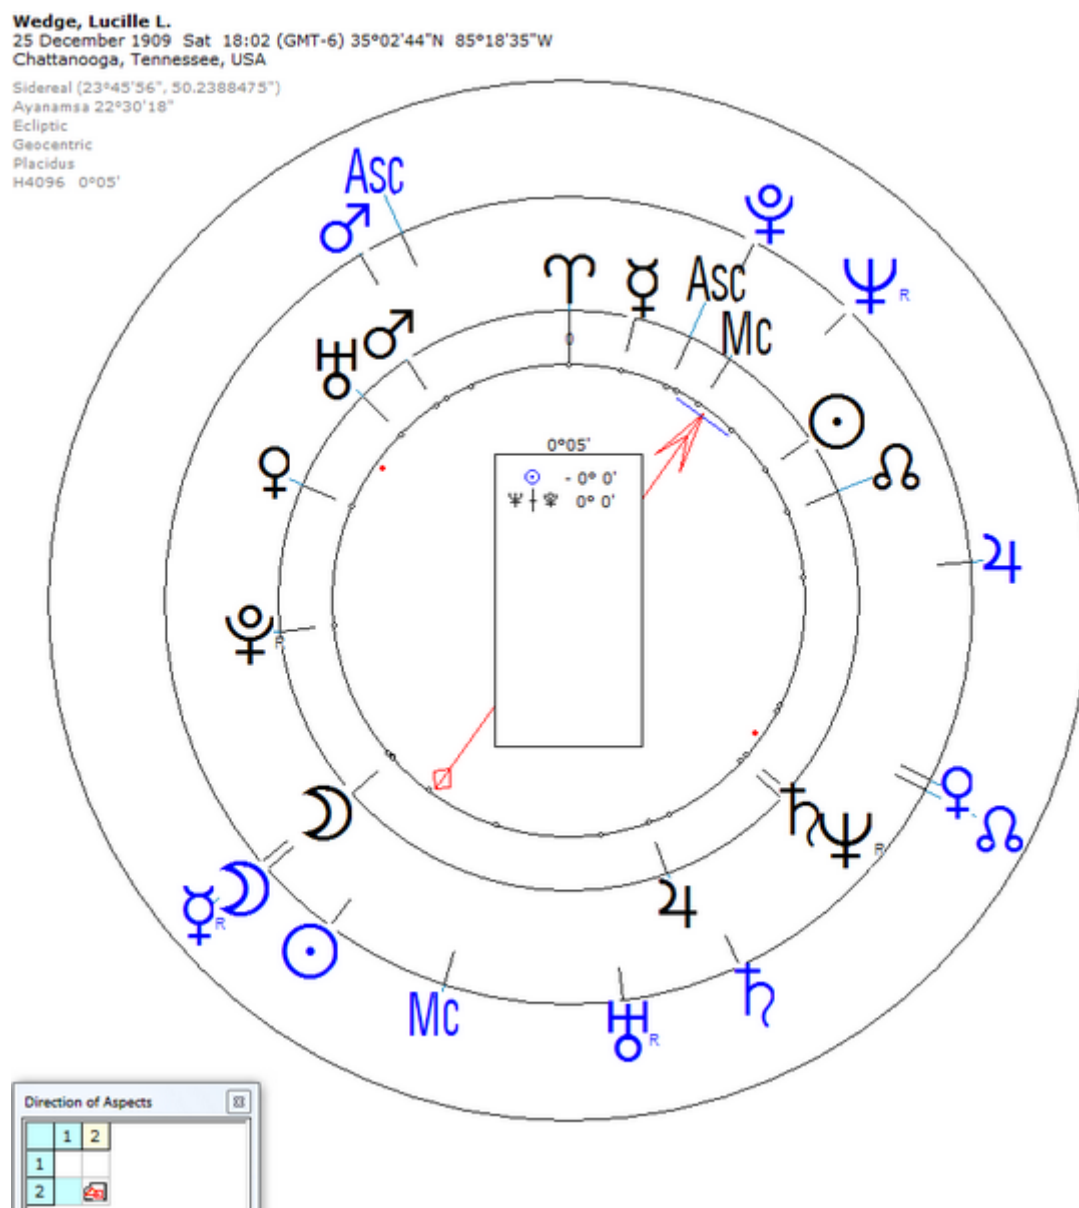 Wedge, Lucille L.
25 December 1909  Sat  18:02 (GMT-6) 35°02'44"N  85°18'35"W
Chattanooga, Tennessee, USA
Sidereal (23°45'56", 50.2388475")
Ayanamsa 22°30'18"
Ecliptic
Geocentric
Placidus
H4096  0°05'
Asc
♂
♇
♆ R
♈
☿
Asc
Mc
♂
♅
0
☉
♀
☊
0°05'
☉ - 0° 0'
♆ ┼ 0° 0'
♃
♇ R
☽
♄
♆ R
♀
☊
☿ R
☽
☉
♃
Mc
♅ R
♄
Direction of Aspects
1 2
1
2